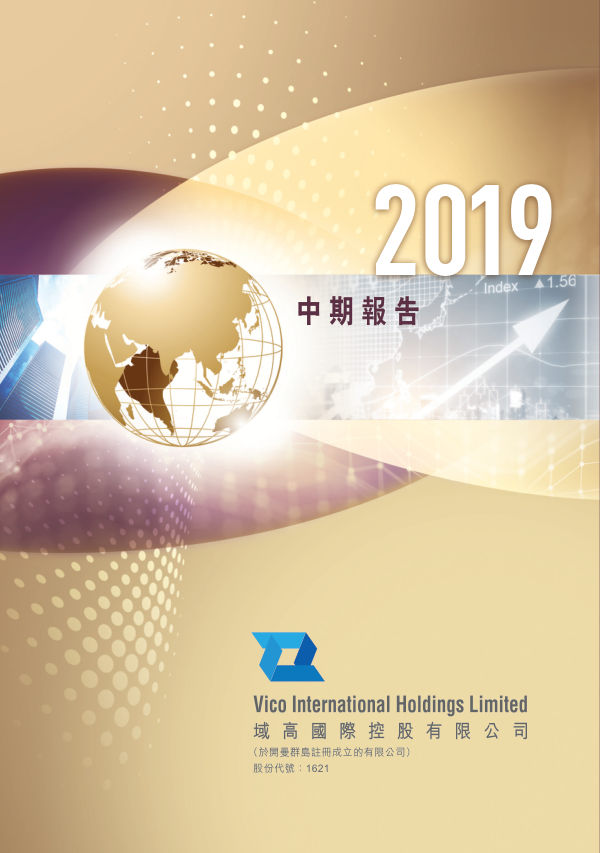 2019
Index ▲1.56
中期報告
Vico International Holdings Limited
域高國際控股有限公司
(於開曼群島註冊成立的有限公司)
股份代號：1621